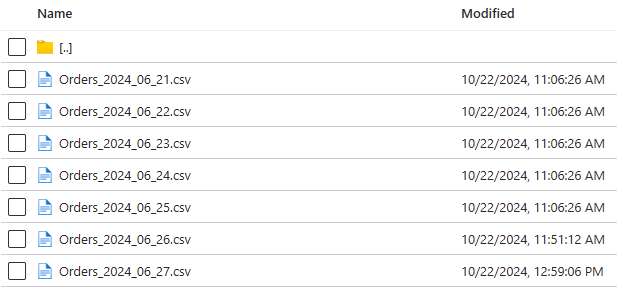 Name Modified
[..]
Orders_2024_06_21.csv 10/22/2024, 11:06:26 AM
Orders_2024_06_22.csv 10/22/2024, 11:06:26 AM
Orders_2024_06_23.csv 10/22/2024, 11:06:26 AM
Orders_2024_06_24.csv 10/22/2024, 11:06:26 AM
Orders_2024_06_25.csv 10/22/2024, 11:06:26 AM
Orders_2024_06_26.csv 10/22/2024, 11:51:12 AM
Orders_2024_06_27.csv 10/22/2024, 12:59:06 PM